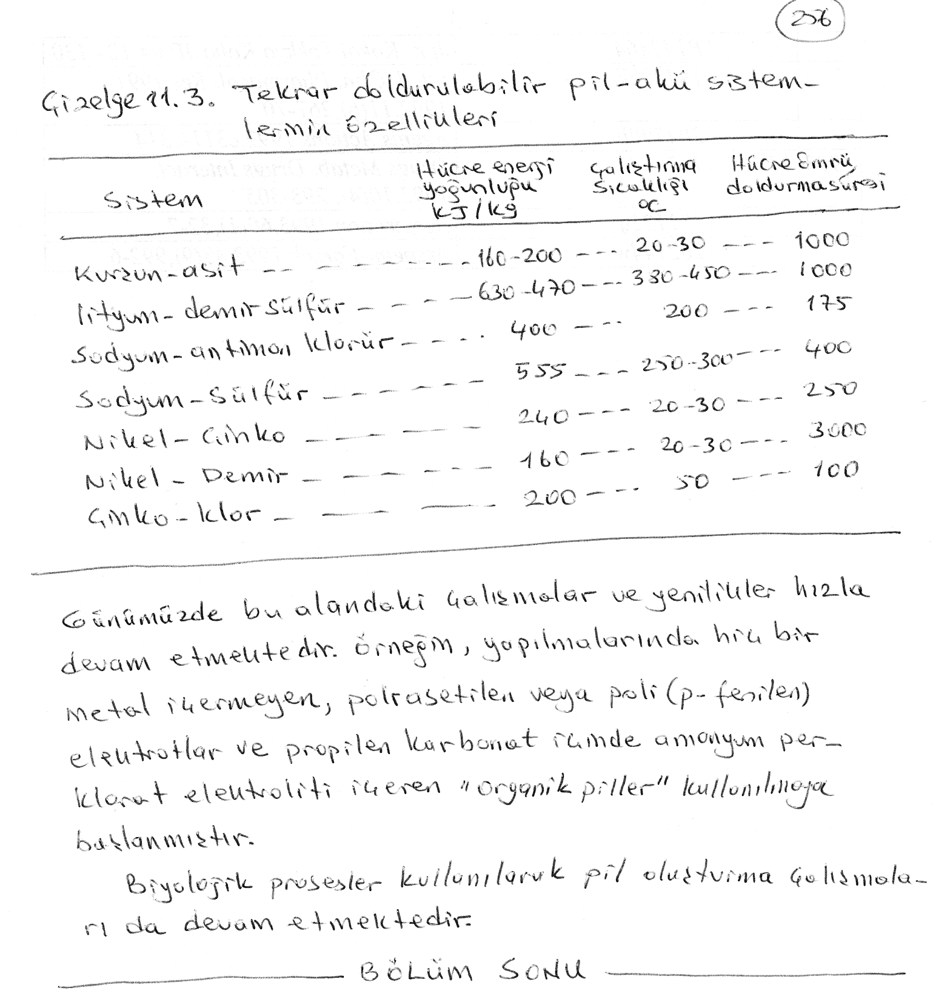 256
Çizelge 11.3. Tekrar doldurulabilir pil-akü sistem-
lerinin özellikleri
Sistem Hücre enerji yoğunluğu kJ/kg Çalıştırma sıcaklığı °C Hücre Ömrü, doldurma süresi
Kurzun-asit 160-200 20-30 1000
lityum-demir sülfür 630-470 380-450 1000
Sodyum-antimon klorür 400 200 175
Sodyum-Sülfür 555 250-300 400
Nikel-Çinko 240 20-30 250
Nikel-Demir 160 20-30 3000
Çinko-klor 200 50 100
Günümüzde bu alandaki çalışmalar ve yenilikler hızla
devam etmektedir. Örneğin, yapılmalarında hiç bir
metal içermeyen, poliasetilen veya poli(p-fenilen)
elektrotlar ve propilen karbonat içinde amonyum per-
klorat elektroliti içeren "organik piller" kullanılmaya
başlanmıştır.
Biyolojik prosesler kullanılarak pil oluşturma çalışmala-
rı da devam etmektedir.
BÖLÜM SONU